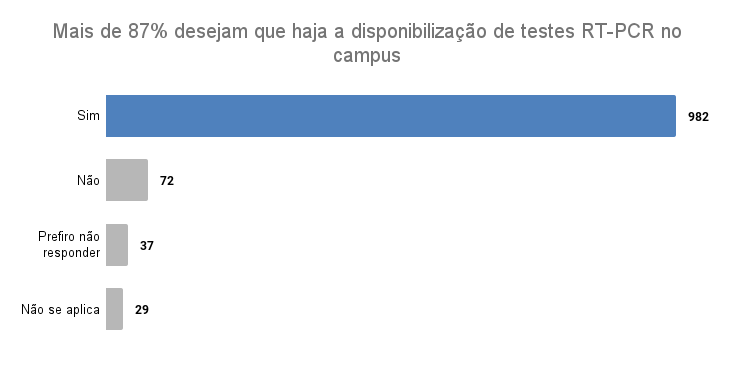 Mais de 87% desejam que haja a disponibilização de testes RT-PCR no
campus
Sim
982
Não
72
Prefiro não
responder
37
Não se aplica
29